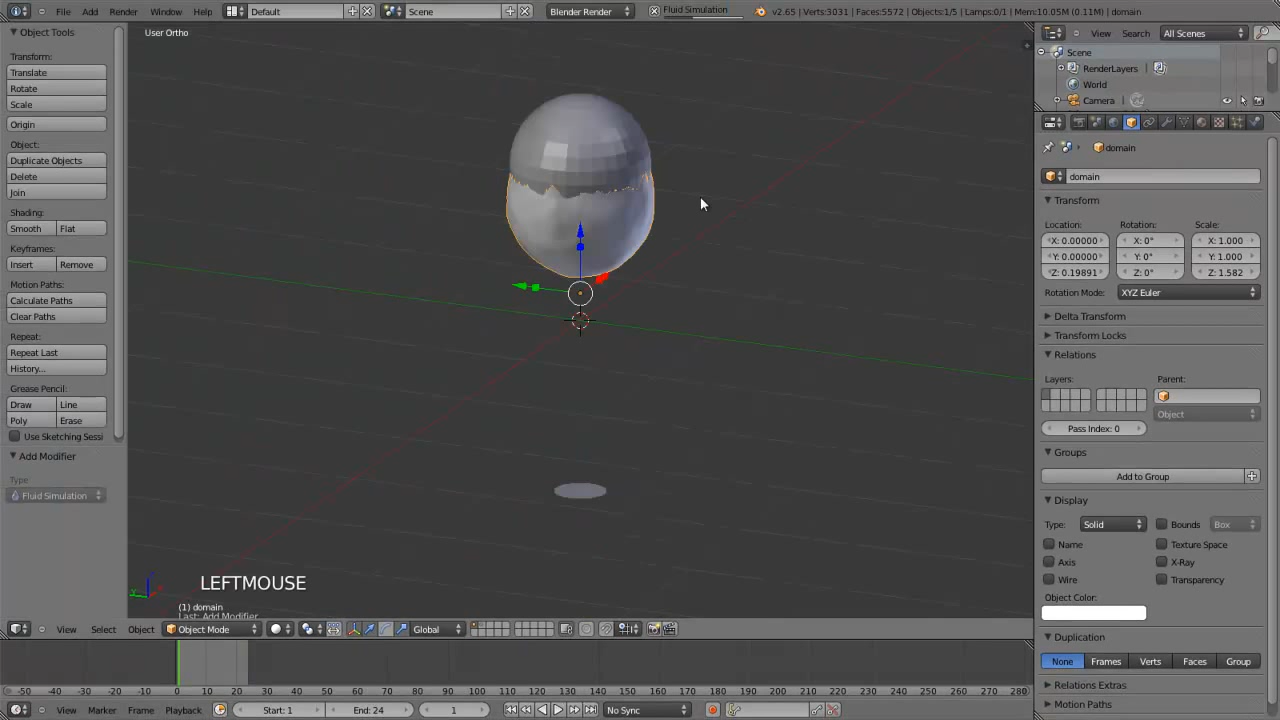 File Add Render Window Help Default Scene Blender Render Fluid Simulation v2.65 | Verts:3031 | Faces:5572 | Objects:1/5 | Lamps:0/1 | Mem:10.05M (0.11M) | domain
Object Tools
Transform:
Translate
Rotate
Scale
Origin
Object:
Duplicate Objects
Delete
Join
Shading:
Smooth Flat
Keyframes:
Insert Remove
Motion Paths:
Calculate Paths
Clear Paths
Repeat:
Repeat Last
History...
Grease Pencil:
Draw Line
Poly Erase
Use Sketching Sessi
Add Modifier
Type:
Fluid Simulation
User Ortho
LEFTMOUSE
(1) domain
Last: Add Modifier
View Select Object Object Mode Global
View Search All Scenes
Scene
RenderLayers |
World
Camera
domain
domain
Transform
Location: Rotation: Scale:
X: 0.00000 X: 0° X: 1.000
Y: 0.00000 Y: 0° Y: 1.000
Z: 0.19891 Z: 0° Z: 1.582
Rotation Mode: XYZ Euler
Delta Transform
Transform Locks
Relations
Layers: Parent:
Object
Pass Index: 0
Groups
Add to Group
Display
Type: Solid Bounds Box
Name Texture Space
Axis X-Ray
Wire Transparency
Object Color:
Duplication
None Frames Verts Faces Group
Relations Extras
Motion Paths
-50 -40 -30 -20 -10 0 10 20 30 40 50 60 70 80 90 100 110 120 130 140 150 160 170 180 190 200 210 220 230 240 250 260 270 280
View Marker Frame Playback Start: 1 End: 24 1 No Sync